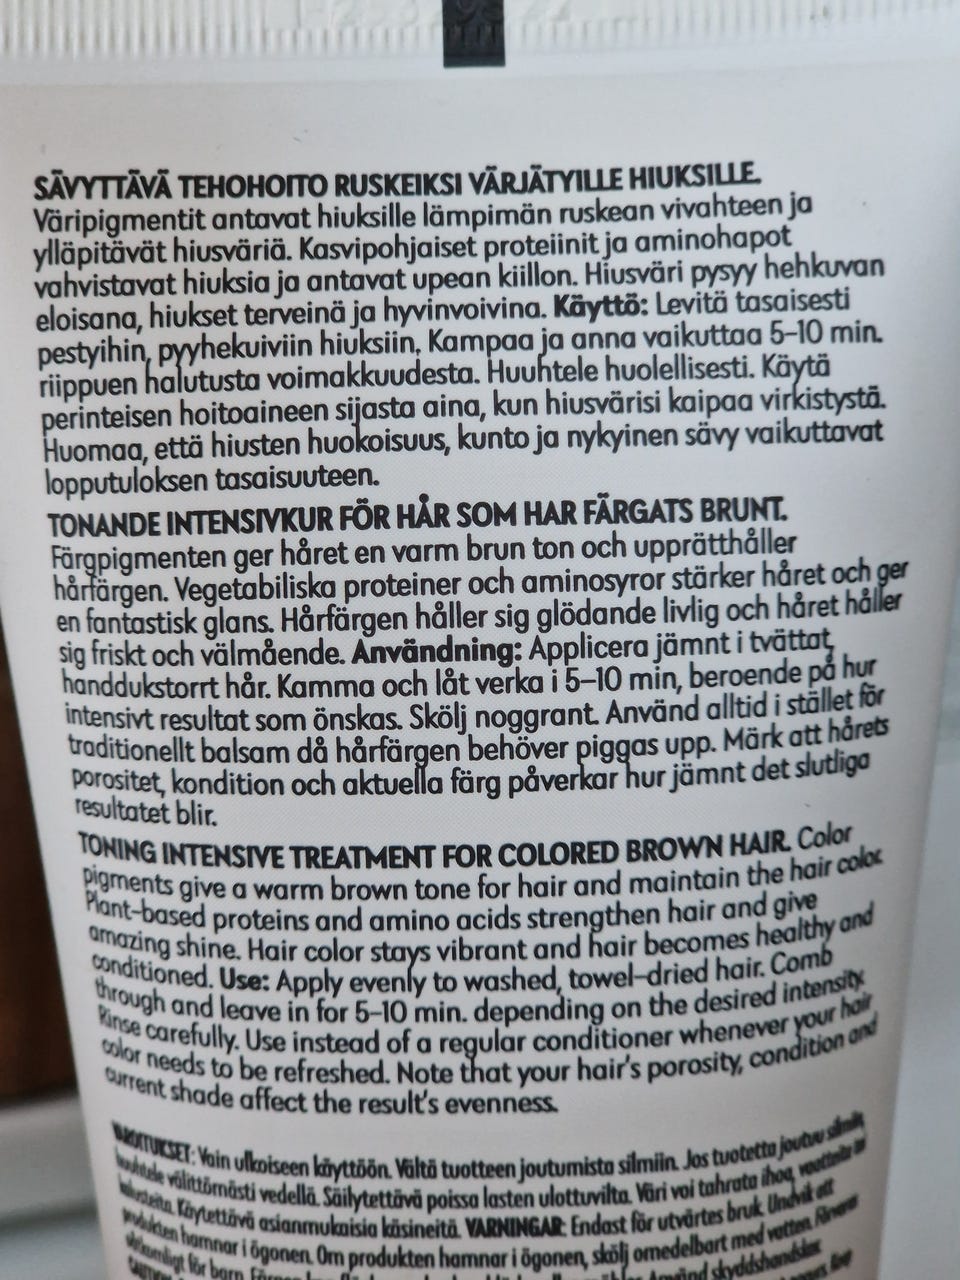 SÄVYTTÄVÄ TEHOHOITO RUSKEIKSI VÄRJÄTYILLE HIUKSILLE.
Väripigmentit antavat hiuksille lämpimän ruskean vivahteen ja
ylläpitävät hiusväriä. Kasvipohjaiset proteiinit ja aminohapot
vahvistavat hiuksia ja antavat upean kiillon. Hiusväri pysyy hehkuvan
eloisana, hiukset terveinä ja hyvinvoivina. Käyttö: Levitä tasaisesti
pestyihin, pyyhekuiviin hiuksiin. Kampaa ja anna vaikuttaa 5–10 min.
riippuen halutusta voimakkuudesta. Huuhtele huolellisesti. Käytä
perinteisen hoitoaineen sijasta aina, kun hiusvärisi kaipaa virkistystä.
Huomaa, että hiusten huokoisuus, kunto ja nykyinen sävy vaikuttavat
lopputuloksen tasaisuuteen.
TONANDE INTENSIVKUR FÖR HÅR SOM HAR FÄRGATS BRUNT.
Färgpigmenten ger håret en varm brun ton och upprätthåller
hårfärgen. Vegetabiliska proteiner och aminosyror stärker håret och ger
en fantastisk glans. Hårfärgen håller sig glödande livlig och håret håller
sig friskt och välmående. Användning: Applicera jämnt i tvättat,
handdukstorrt hår. Kamma och låt verka i 5–10 min, beroende på hur
intensivt resultat som önskas. Skölj noggrant. Använd alltid i stället för
traditionellt balsam då hårfärgen behöver piggas upp. Märk att hårets
porositet, kondition och aktuella färg påverkar hur jämnt det slutliga
resultatet blir.
TONING INTENSIVE TREATMENT FOR COLORED BROWN HAIR. Color
pigments give a warm brown tone for hair and maintain the hair color.
Plant-based proteins and amino acids strengthen hair and give
amazing shine. Hair color stays vibrant and hair becomes healthy and
conditioned. Use: Apply evenly to washed, towel-dried hair. Comb
through and leave in for 5–10 min. depending on the desired intensity.
Rinse carefully. Use instead of a regular conditioner whenever your hair
color needs to be refreshed. Note that your hair's porosity, condition and
current shade affect the result's evenness.
VAROITUKSET: Vain ulkoiseen käyttöön. Vältä tuotteen joutumista silmiin. Jos tuotetta joutuu silmiin,
huuhtele välittömästi vedellä. Säilytettävä poissa lasten ulottuvilta. Väri voi tahrata ihoa, vaatteita tai
kalusteita. Käytettävä asianmukaisia käsineitä. VARNINGAR: Endast för utvärtes bruk. Undvik att
produkten hamnar i ögonen. Om produkten hamnar i ögonen, skölj omedelbart med vatten. Förvaras
oåtkomligt för barn. Använd skyddshandskar.